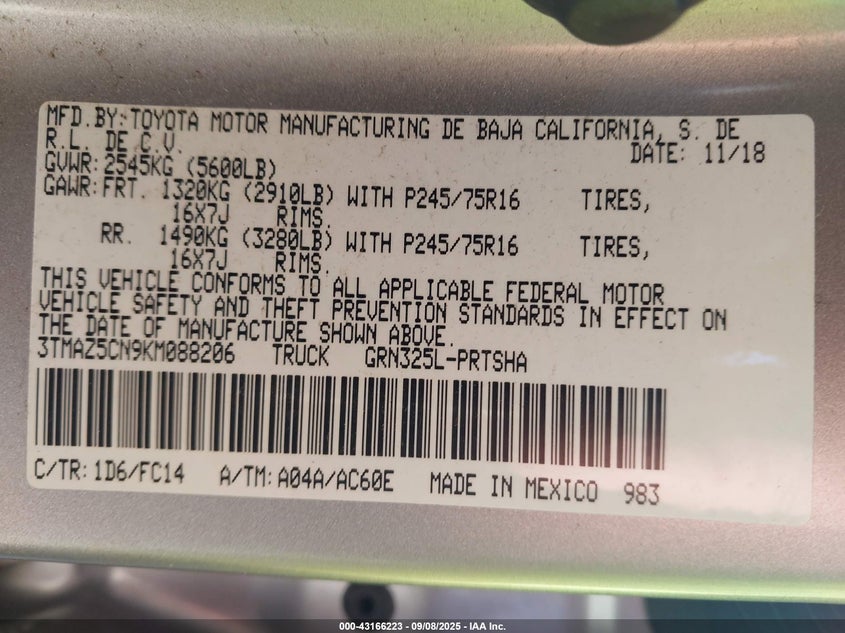 MFD.BY:TOYOTA MOTOR MANUFACTURING DE BAJA CALIFORNIA, S. DE
R.L. DE C.V. DATE: 11/18
GVWR:2545KG (5600LB)
GAWR:FRT. 1320KG (2910LB) WITH P245/75R16 TIRES,
16X7J RIMS.
RR. 1490KG (3280LB) WITH P245/75R16 TIRES,
16X7J RIMS.
THIS VEHICLE CONFORMS TO ALL APPLICABLE FEDERAL MOTOR
VEHICLE SAFETY AND THEFT PREVENTION STANDARDS IN EFFECT ON
THE DATE OF MANUFACTURE SHOWN ABOVE.
3TMAZ5CN9KM088206 TRUCK GRN325L-PRTSHA
C/TR:1D6/FC14 A/TM:A04A/AC60E MADE IN MEXICO 983
000-43166223 - 09/08/2025 - IAA Inc.